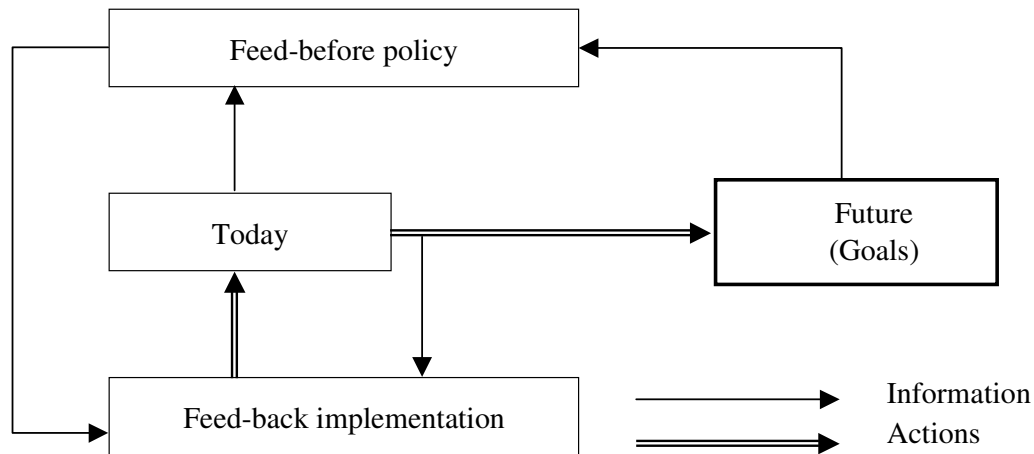 Feed-before policy
Today
Future
(Goals)
Feed-back implementation
Information
Actions